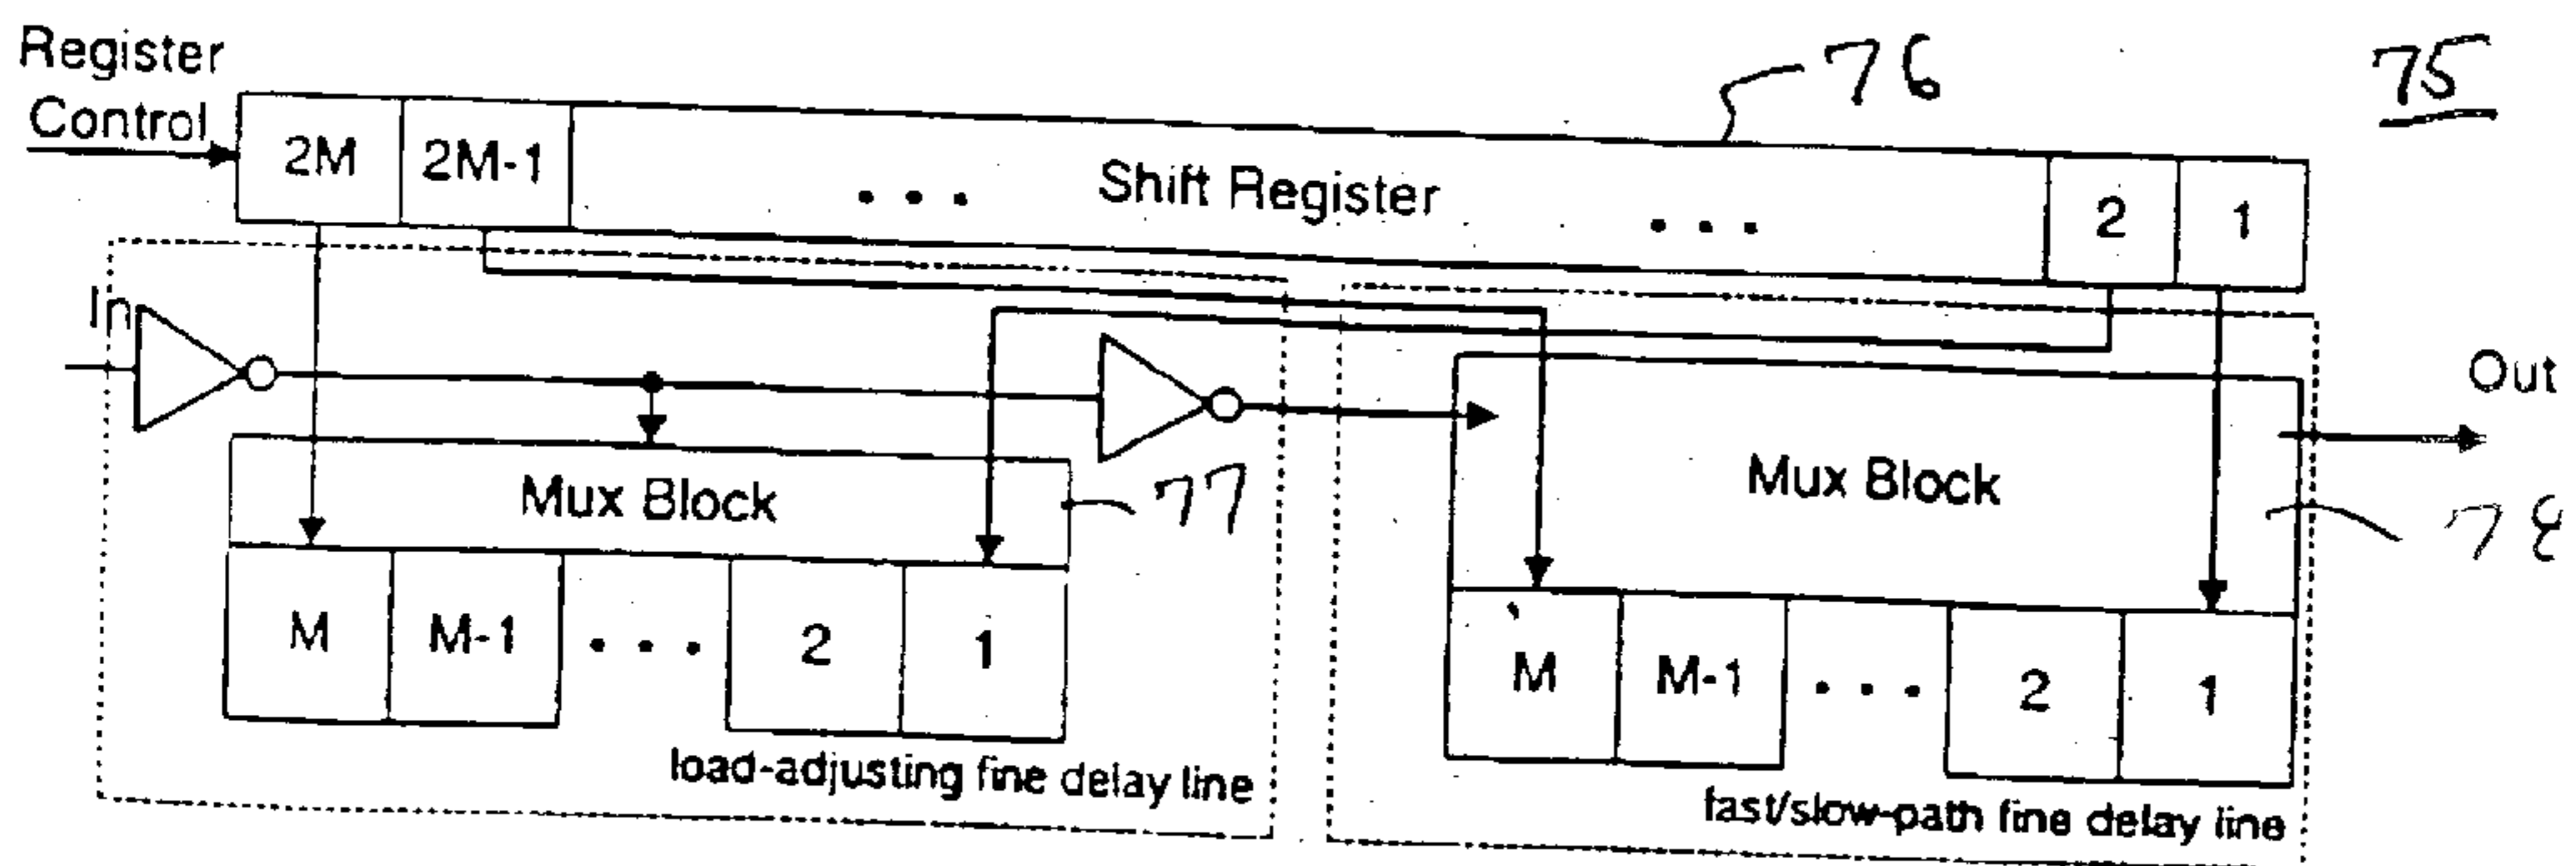 Register
Control
76
75
2M
2M-1
. . .
Shift Register
. . .
2
1
In
Out
Mux Block
77
Mux Block
78
M
M-1
. . .
2
1
M
M-1
. . .
2
1
load-adjusting fine delay line
fast/slow-path fine delay line